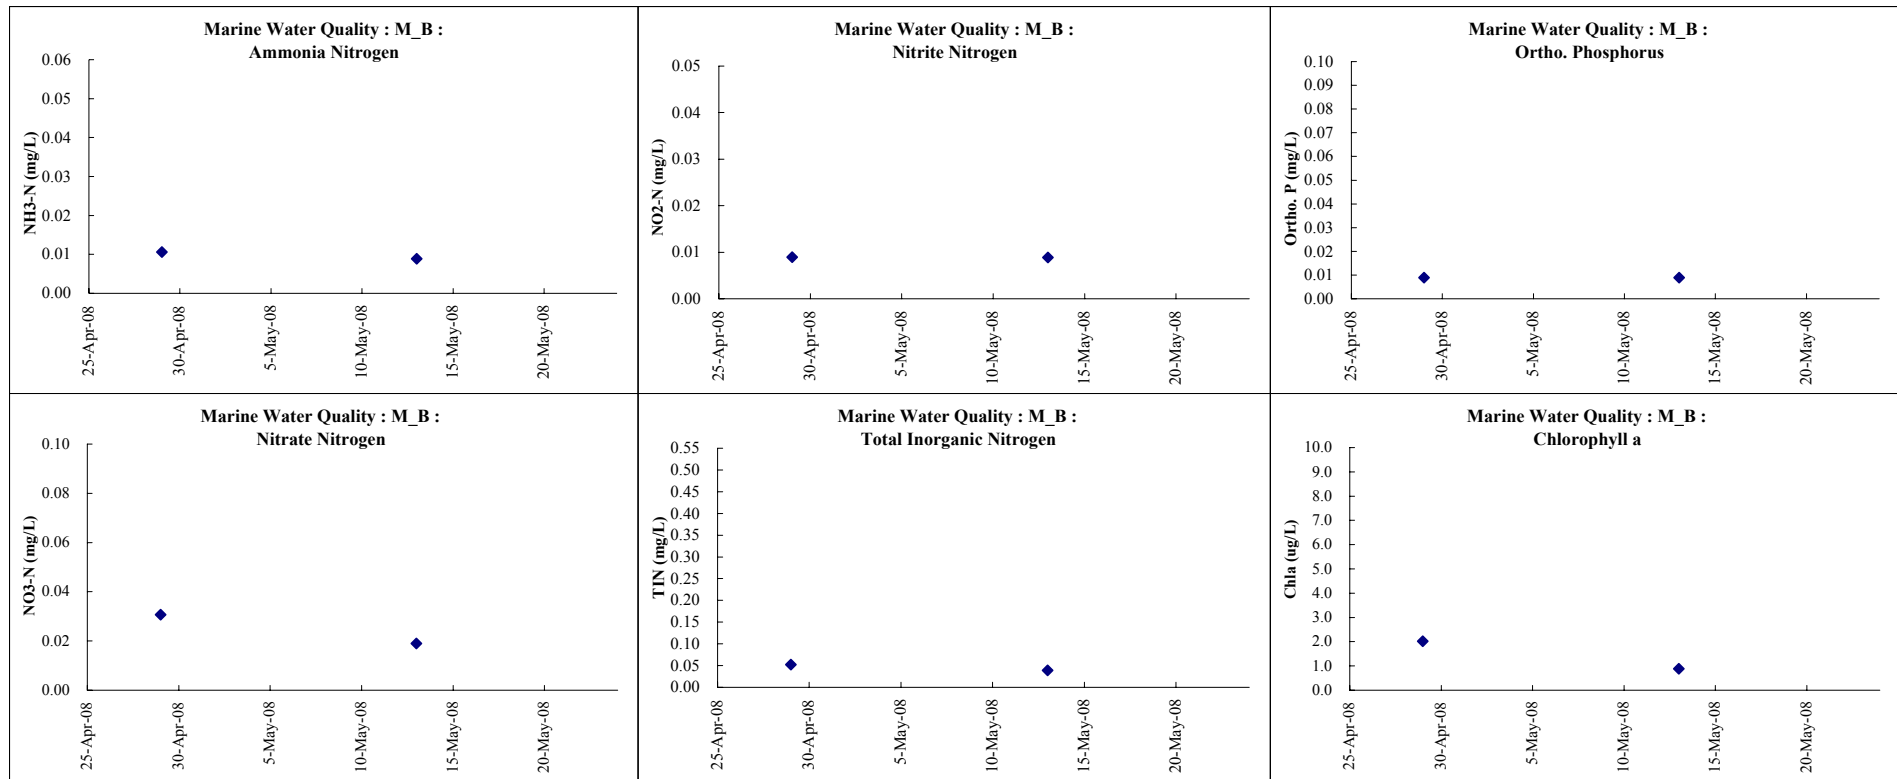 Marine Water Quality : M_B :
Ammonia Nitrogen
NH3-N (mg/L)
0.06
0.05
0.04
0.03
0.02
0.01
0.00
25-Apr-08
30-Apr-08
5-May-08
10-May-08
15-May-08
20-May-08
Marine Water Quality : M_B :
Nitrite Nitrogen
NO2-N (mg/L)
0.05
0.04
0.03
0.02
0.01
0.00
25-Apr-08
30-Apr-08
5-May-08
10-May-08
15-May-08
20-May-08
Marine Water Quality : M_B :
Ortho. Phosphorus
Ortho. P (mg/L)
0.10
0.09
0.08
0.07
0.06
0.05
0.04
0.03
0.02
0.01
0.00
25-Apr-08
30-Apr-08
5-May-08
10-May-08
15-May-08
20-May-08
Marine Water Quality : M_B :
Nitrate Nitrogen
NO3-N (mg/L)
0.10
0.08
0.06
0.04
0.02
0.00
25-Apr-08
30-Apr-08
5-May-08
10-May-08
15-May-08
20-May-08
Marine Water Quality : M_B :
Total Inorganic Nitrogen
TIN (mg/L)
0.55
0.50
0.45
0.40
0.35
0.30
0.25
0.20
0.15
0.10
0.05
0.00
25-Apr-08
30-Apr-08
5-May-08
10-May-08
15-May-08
20-May-08
Marine Water Quality : M_B :
Chlorophyll a
Chla (ug/L)
10.0
9.0
8.0
7.0
6.0
5.0
4.0
3.0
2.0
1.0
0.0
25-Apr-08
30-Apr-08
5-May-08
10-May-08
15-May-08
20-May-08